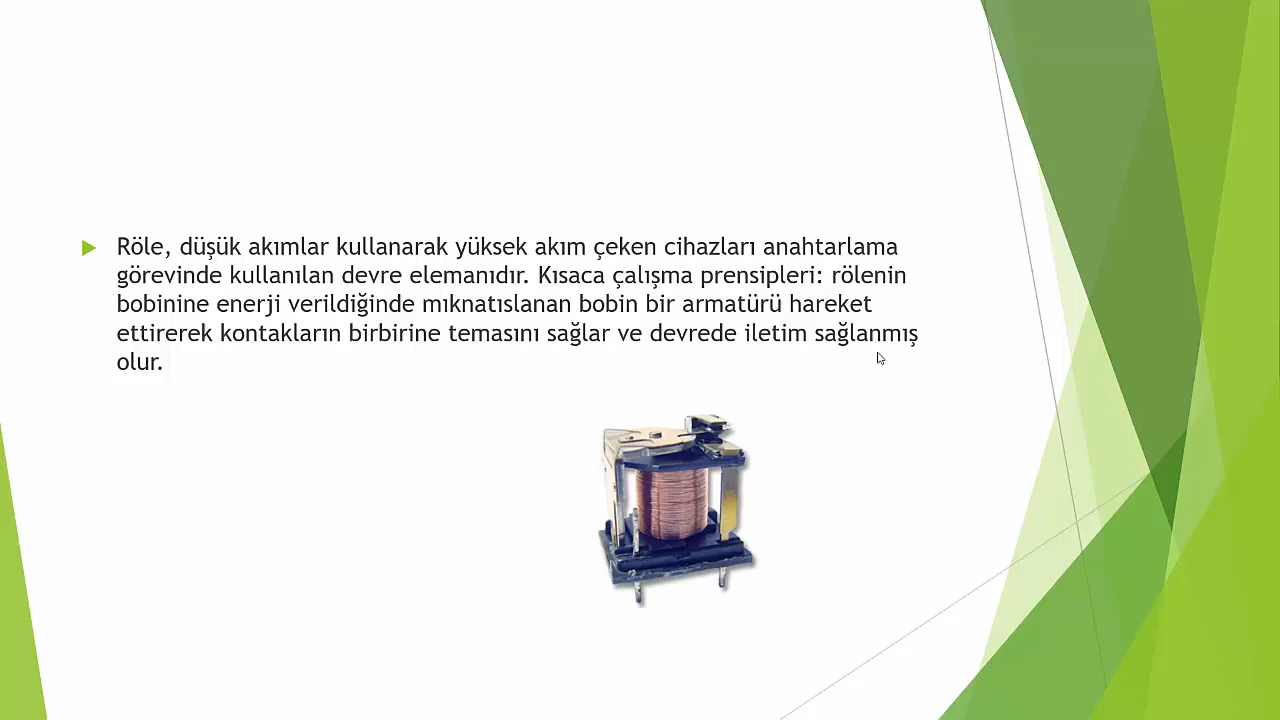 Röle, düşük akımlar kullanarak yüksek akım çeken cihazları anahtarlama
görevinde kullanılan devre elemanıdır. Kısaca çalışma prensipleri: rölenin
bobinine enerji verildiğinde mıknatıslanan bobin bir armatürü hareket
ettirerek kontakların birbirine temasını sağlar ve devrede iletim sağlanmış
olur.